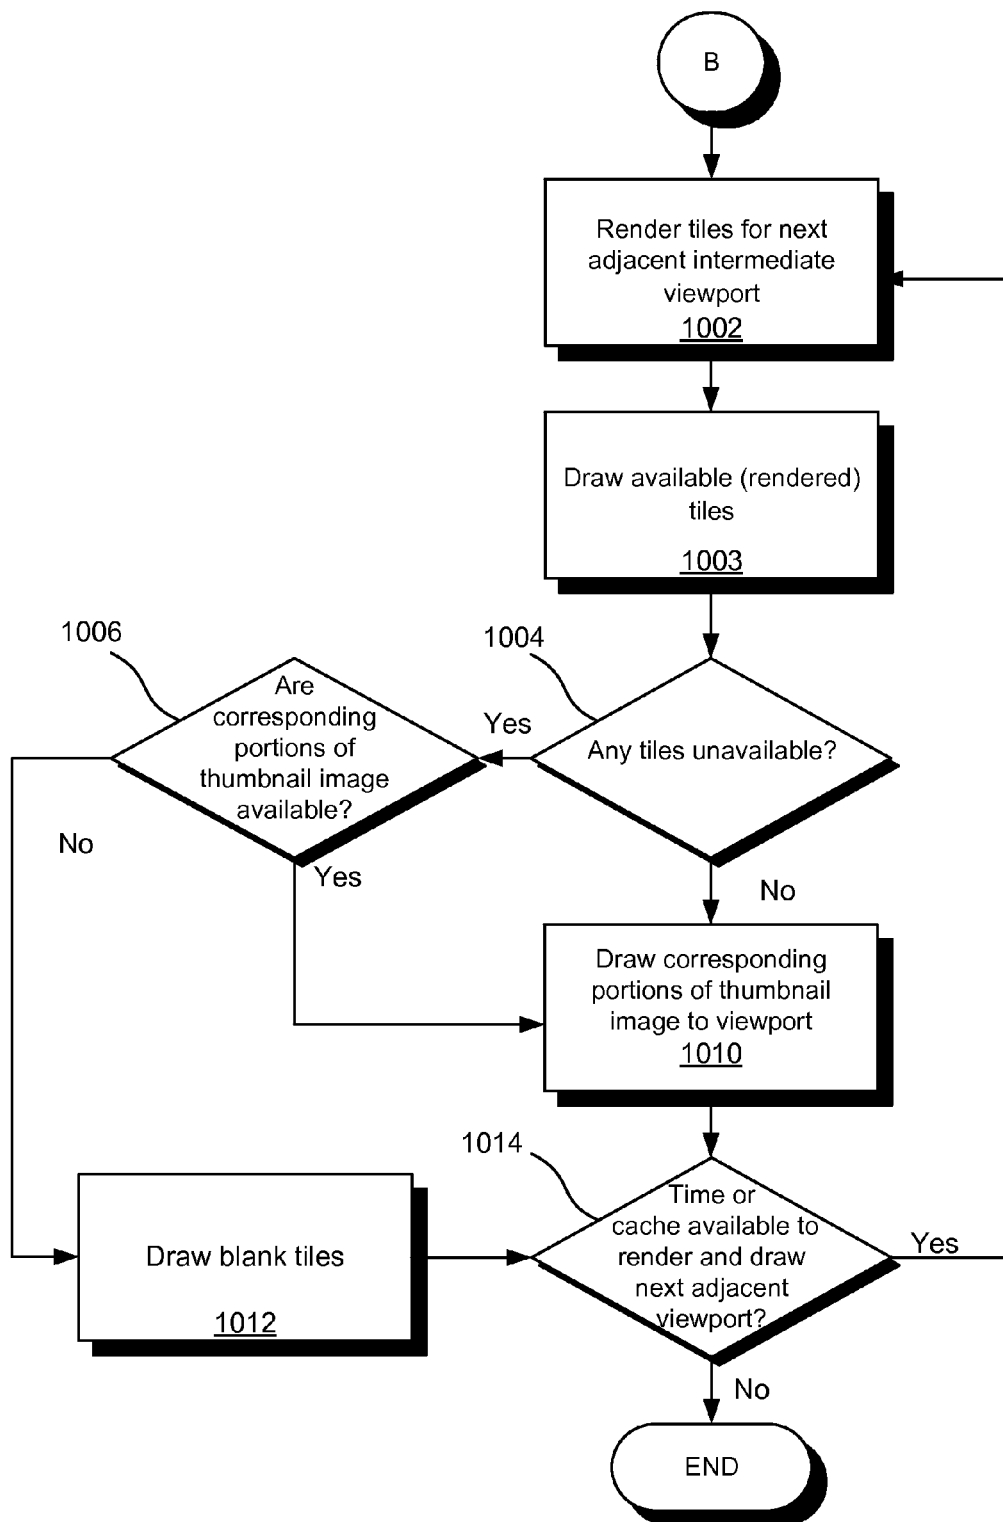 B
Render tiles for next
adjacent intermediate
viewport
1002
Draw available (rendered)
tiles
1003
1006
1004
Are
corresponding
portions of
thumbnail image
available?
Yes
Any tiles unavailable?
No
Yes
No
Draw corresponding
portions of thumbnail
image to viewport
1010
1014
Time or
cache available to
render and draw
next adjacent
viewport?
Yes
Draw blank tiles
1012
No
END